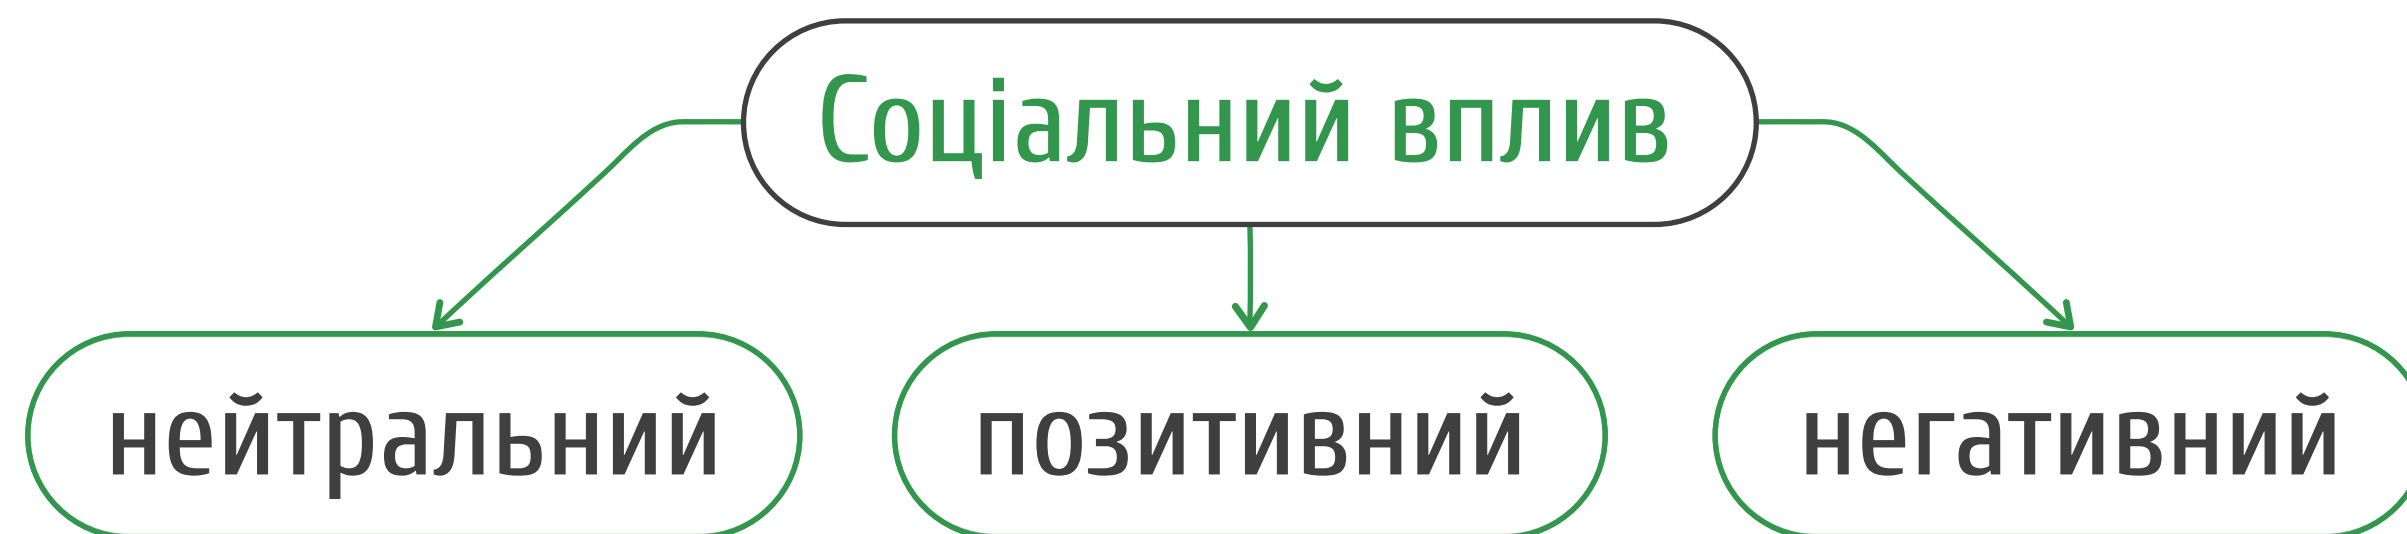 Соціальний вплив
нейтральний
позитивний
негативний